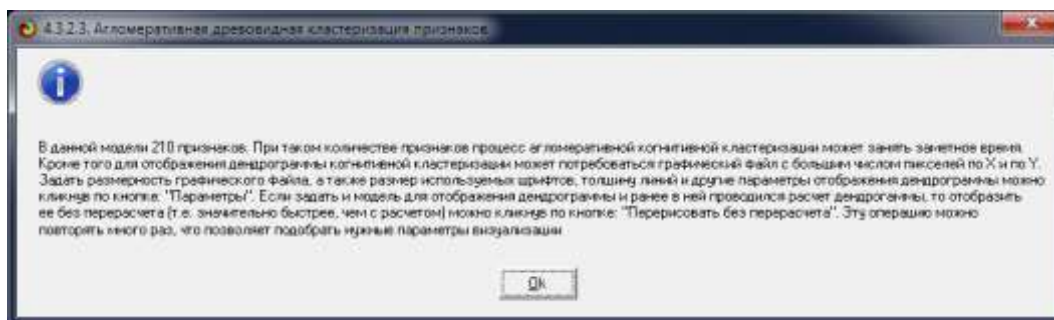 4.3.2.3. Агломеративная древовидная кластеризация признаков
В данной модели 210 признаков. При таком количестве признаков процесс агломеративной когнитивной кластеризации может занять заметное время.
Кроме того для отображения дендрограммы когнитивной кластеризации может потребоваться графический файл с большим числом пикселей по X и по Y.
Задать размерность графического файла, а также размер используемых шрифтов, толщину линий и другие параметры отображения дендрограммы можно
кликнув по кнопке: "Параметры". Если задать и модель для отображения дендрограммы и ранее в ней проводился расчет дендрогаммы, то отобразить
ее без перерасчета (т.е. значительно быстрее, чем с расчетом) можно кликнув по кнопке: "Перерисовать без перерасчета". Эту операцию можно
повторять много раз, что позволяет подобрать нужные параметры визуализации
Ok